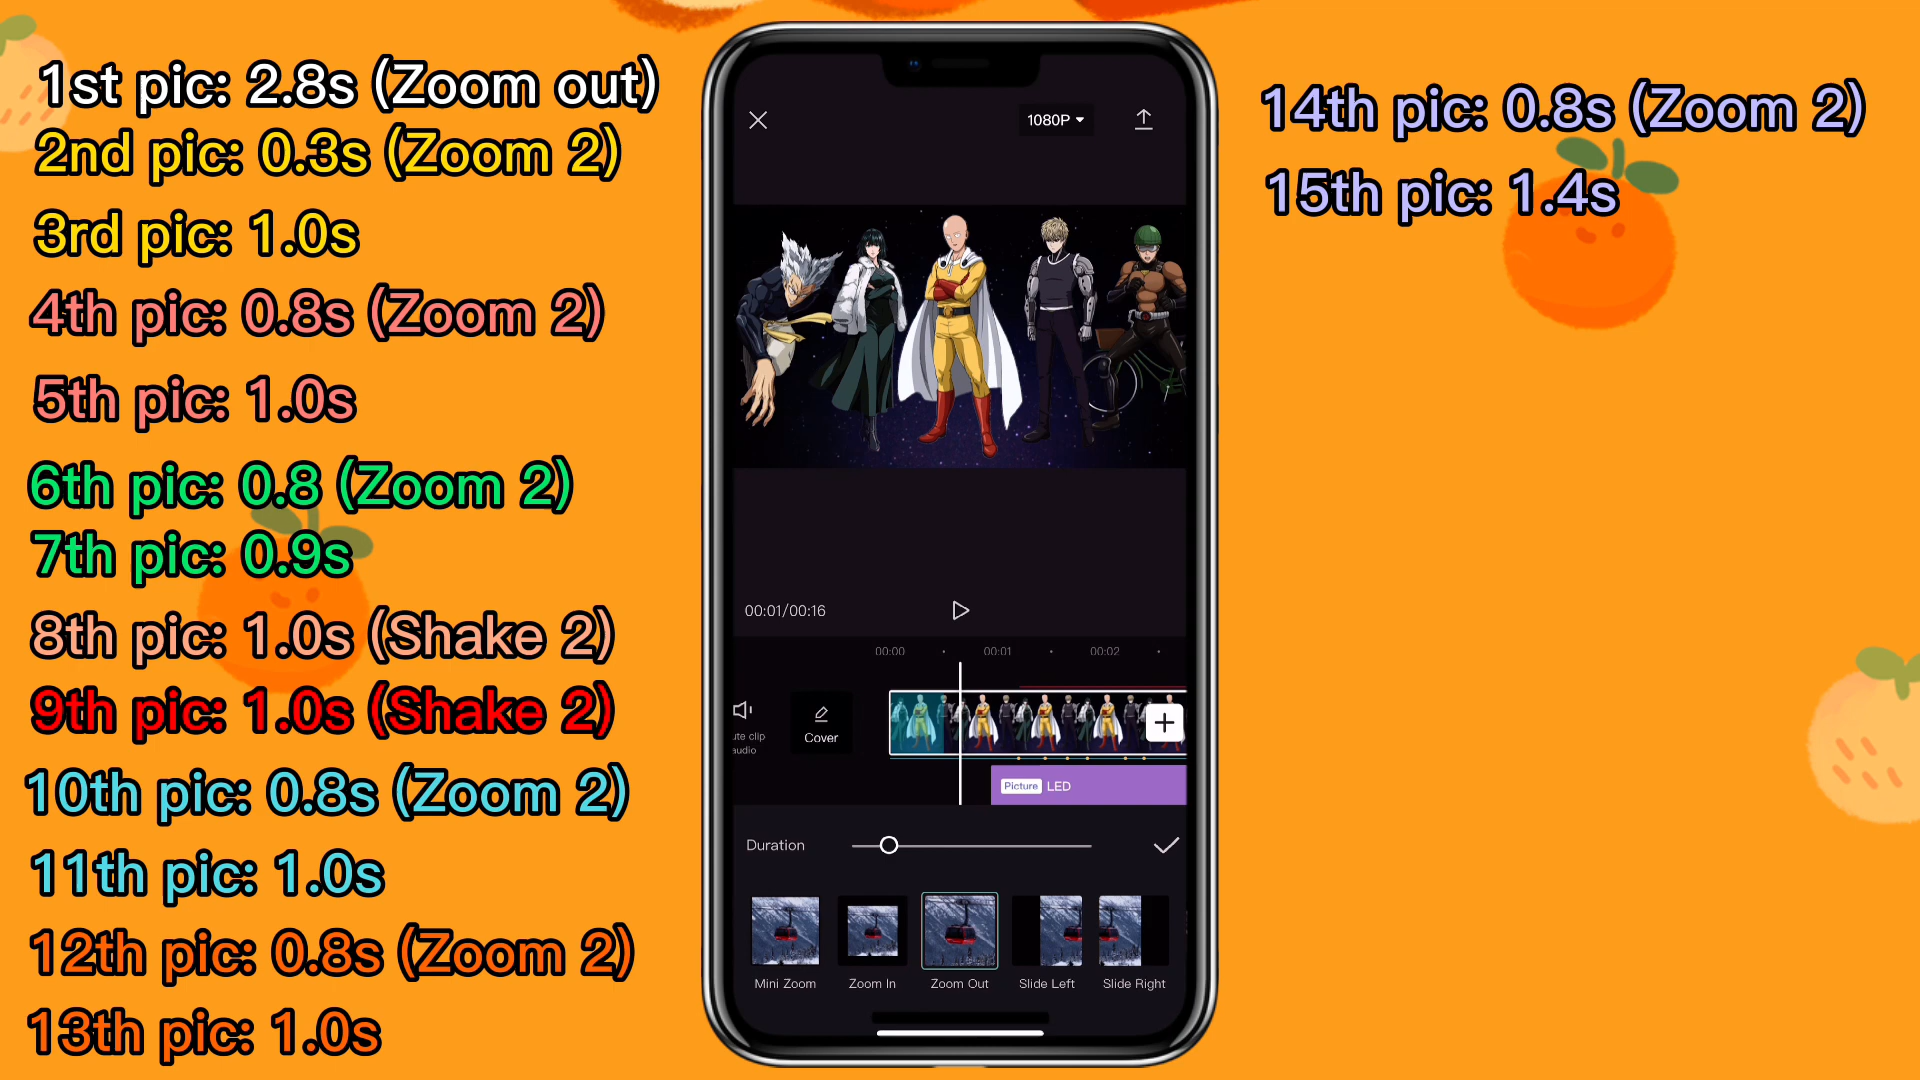 1st pic: 2.8s (Zoom out)
2nd pic: 0.3s (Zoom 2)
3rd pic: 1.0s
4th pic: 0.8s (Zoom 2)
5th pic: 1.0s
6th pic: 0.8 (Zoom 2)
7th pic: 0.9s
8th pic: 1.0s (Shake 2)
9th pic: 1.0s (Shake 2)
10th pic: 0.8s (Zoom 2)
11th pic: 1.0s
12th pic: 0.8s (Zoom 2)
13th pic: 1.0s
1080P
00:01/00:16
00:00
00:01
00:02
ute clip
audio
Cover
Picture LED
Duration
Mini Zoom
Zoom In
Zoom Out
Slide Left
Slide Right
14th pic: 0.8s (Zoom 2)
15th pic: 1.4s